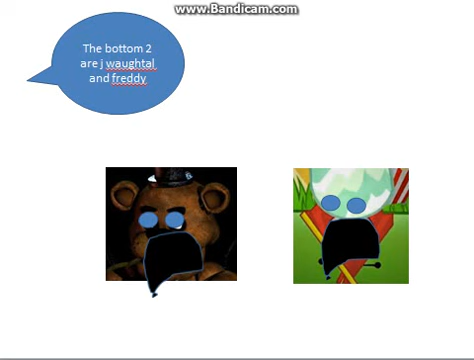 www.Bandicam.com
The bottom 2
are j waughtal
and freddy